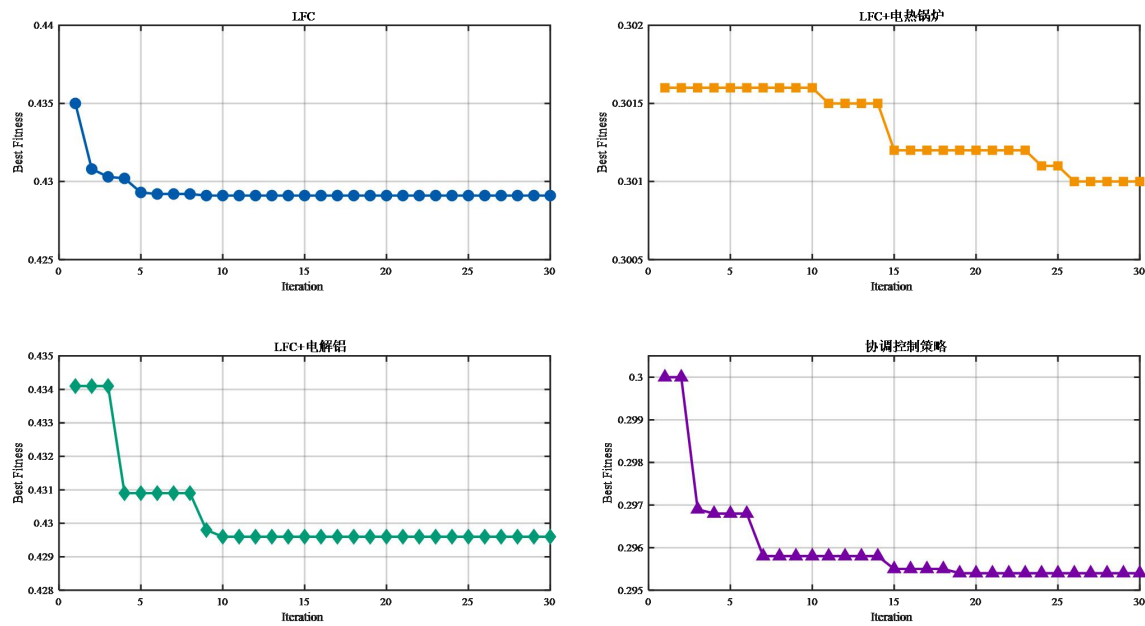 LFC
0.44
0.435
0.43
0.425
Best Fitness
0 5 10 15 20 25 30
Iteration
LFC+电热锅炉
0.302
0.3015
0.301
0.3005
Best Fitness
0 5 10 15 20 25 30
Iteration
LFC+电解铝
0.435
0.434
0.433
0.432
0.431
0.43
0.429
0.428
Best Fitness
0 5 10 15 20 25 30
Iteration
协调控制策略
0.3
0.299
0.298
0.297
0.296
0.295
Best Fitness
0 5 10 15 20 25 30
Iteration